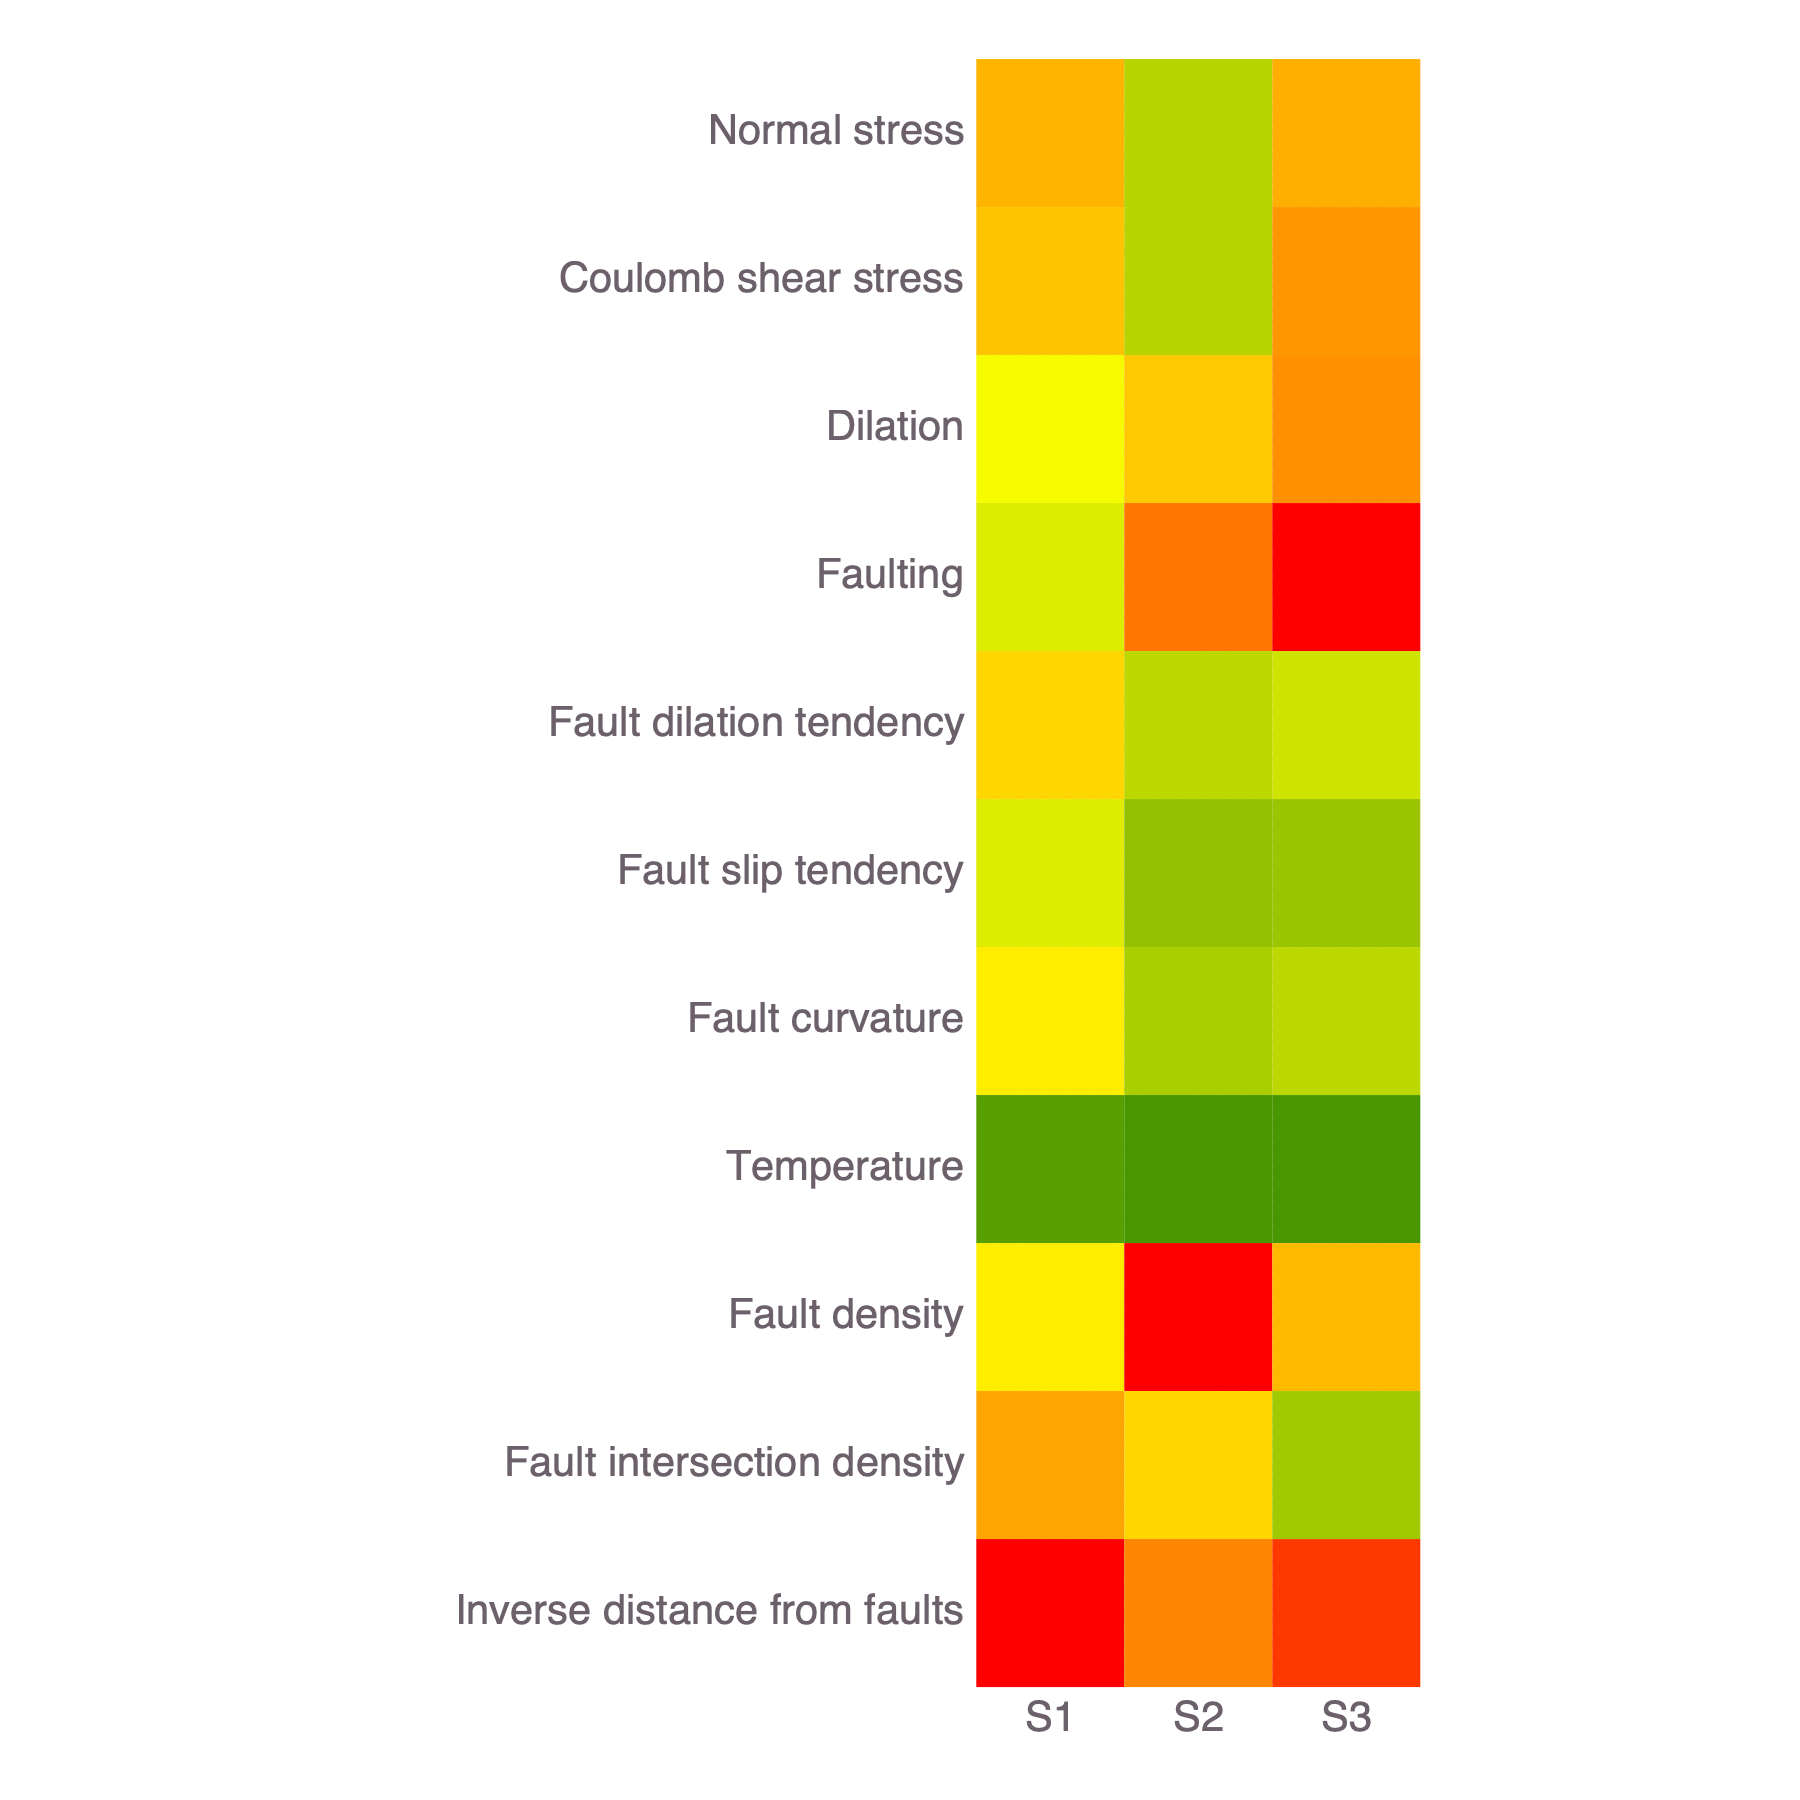 Normal stress
Coulomb shear stress
Dilation
Faulting
Fault dilation tendency
Fault slip tendency
Fault curvature
Temperature
Fault density
Fault intersection density
Inverse distance from faults
S1 S2 S3